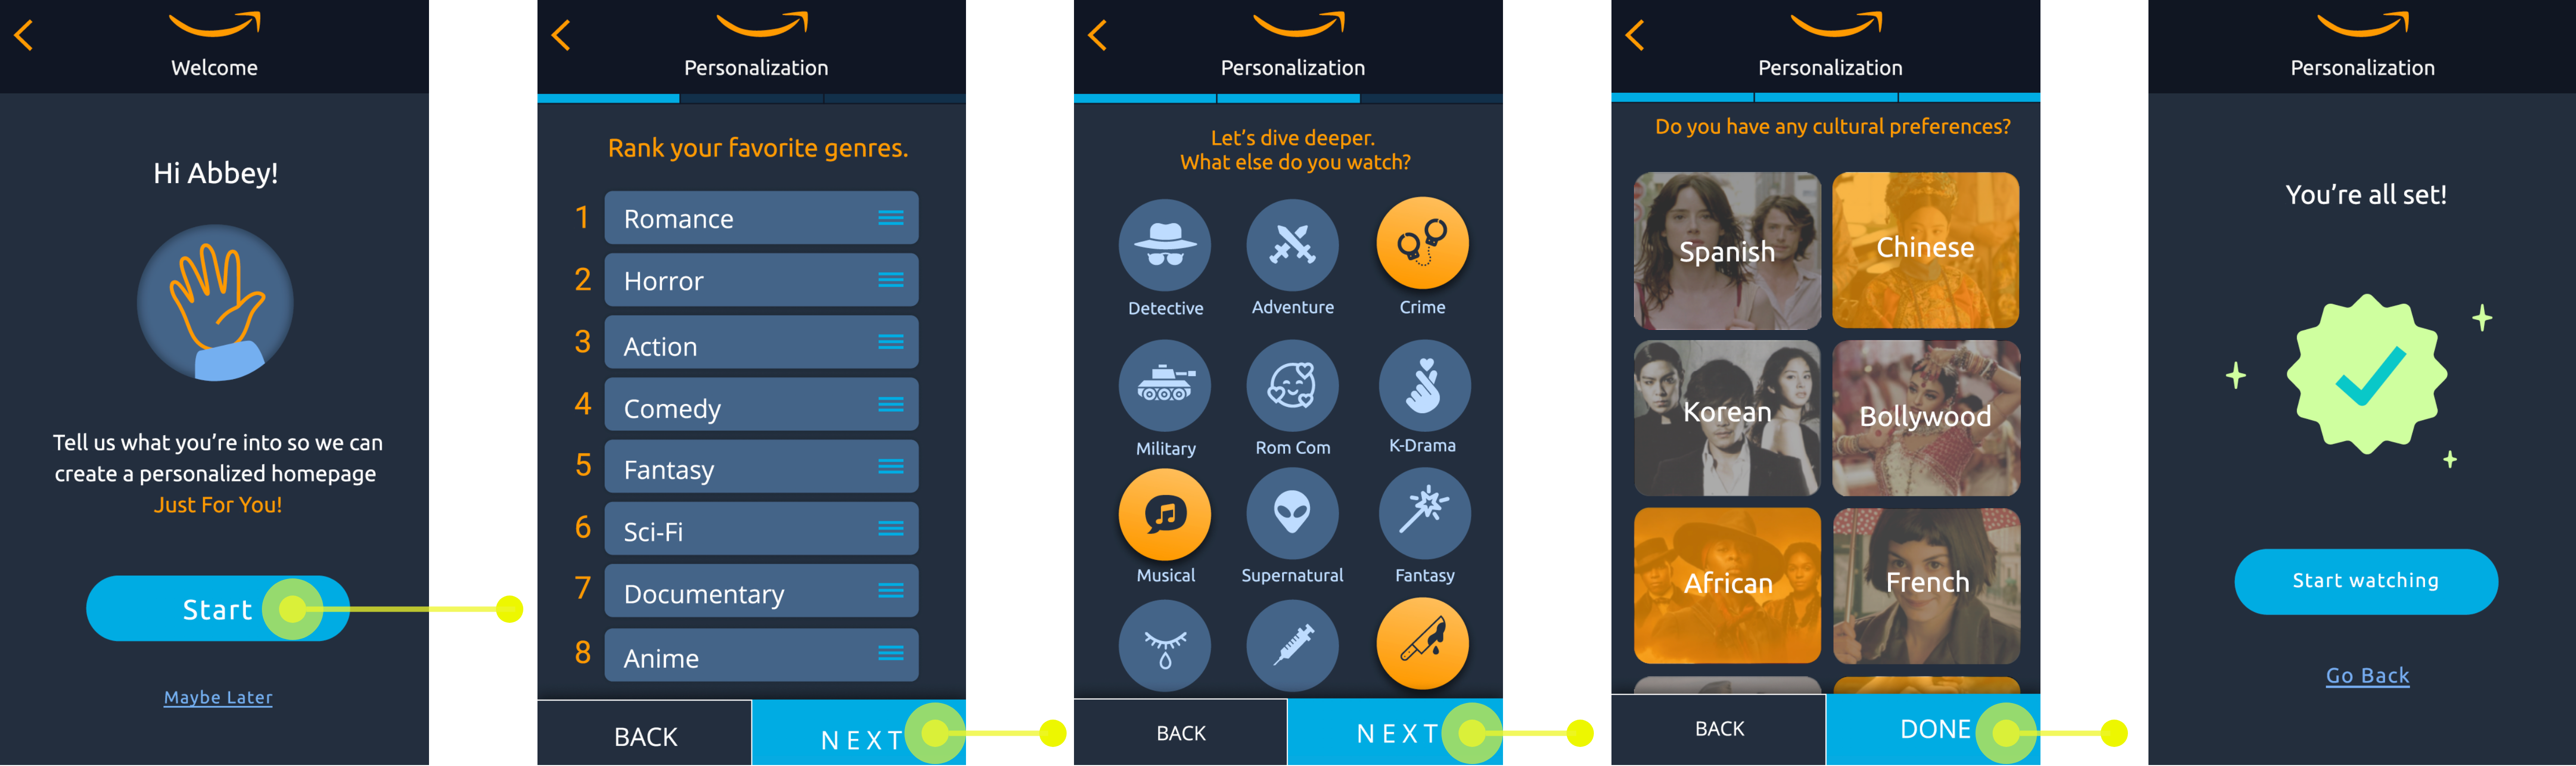 Welcome
Hi Abbey!
Tell us what you're into so we can
create a personalized homepage
Just For You!
Start
Maybe Later
Personalization
Rank your favorite genres.
1 Romance
2 Horror
3 Action
4 Comedy
5 Fantasy
6 Sci-Fi
7 Documentary
8 Anime
BACK NEXT
Personalization
Let's dive deeper.
What else do you watch?
Detective Adventure Crime
Military Rom Com K-Drama
Musical Supernatural Fantasy
BACK NEXT
Personalization
Do you have any cultural preferences?
Spanish Chinese
Korean Bollywood
African French
BACK DONE
Personalization
You're all set!
Start watching
Go Back